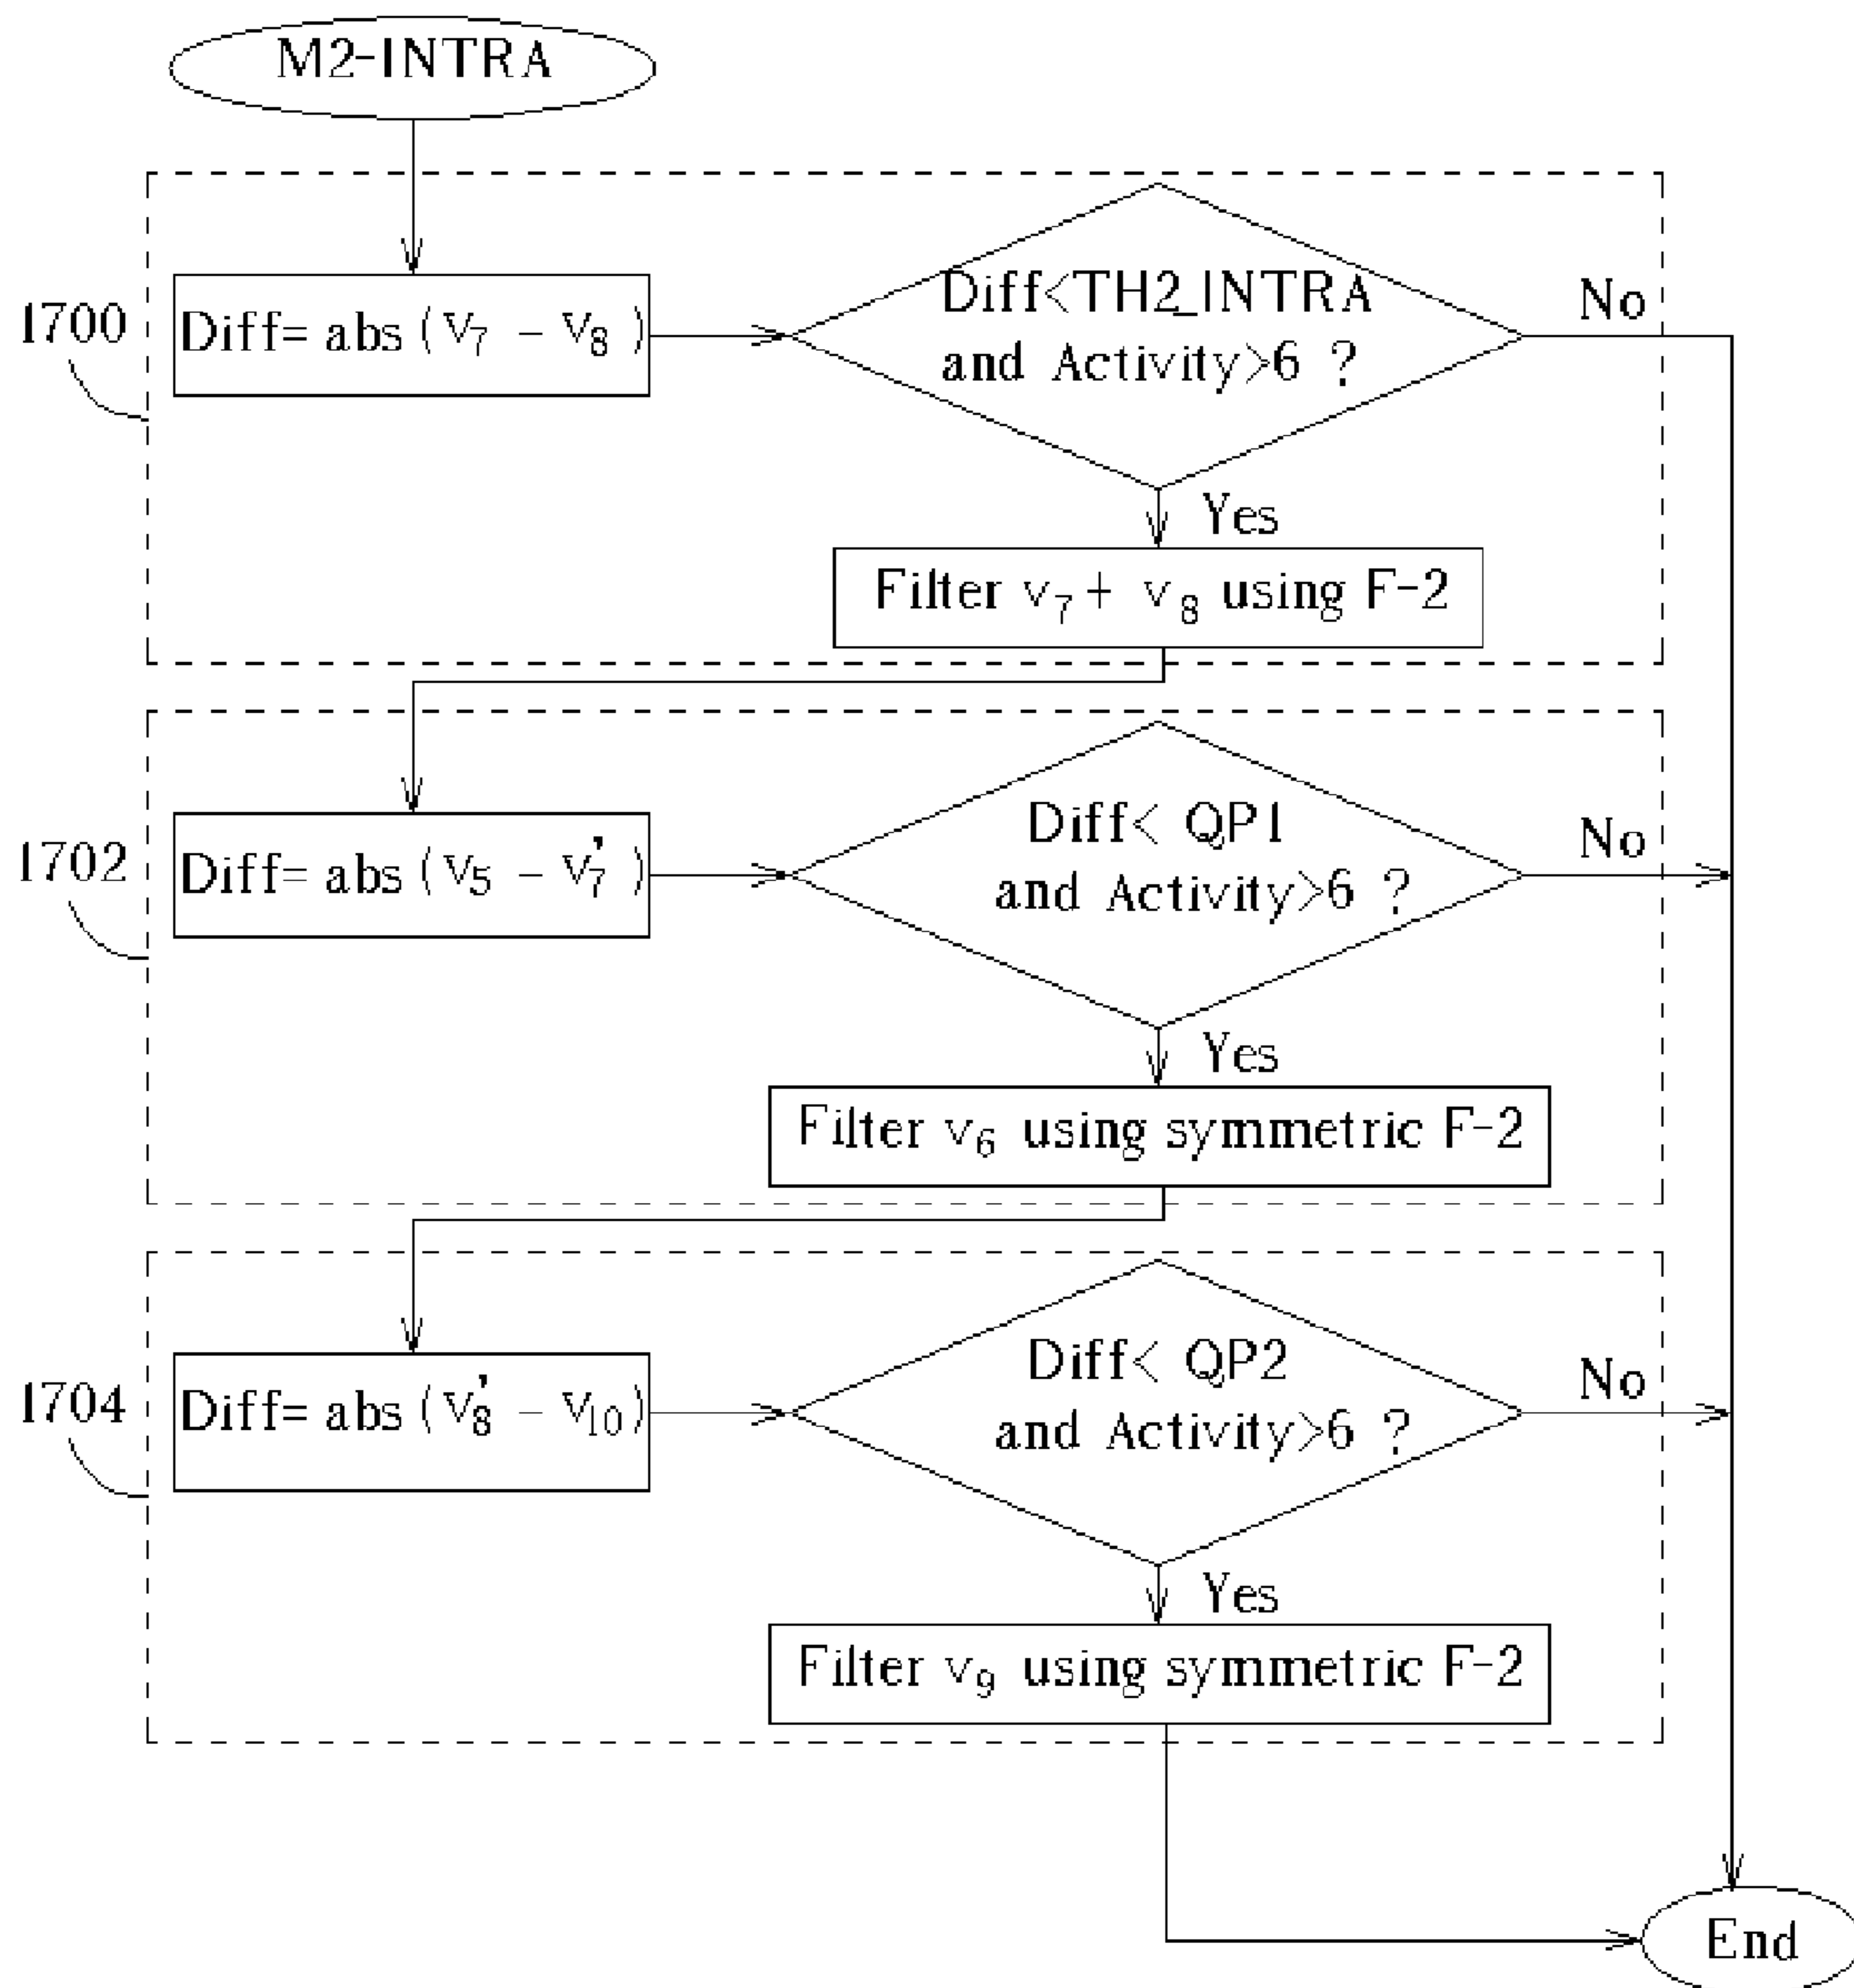 M2-INTRA
1700
Diff= abs (V₇ - V₈ )
Diff<TH2_INTRA
and Activity>6 ?
No
Yes
Filter v₇ + v₈ using F-2
1702
Diff= abs (V₅ - V₇' )
Diff< QP1
and Activity>6 ?
No
Yes
Filter v₆ using symmetric F-2
1704
Diff= abs (V₈' - V₁₀)
Diff< QP2
and Activity>6 ?
No
Yes
Filter v₉ using symmetric F-2
End